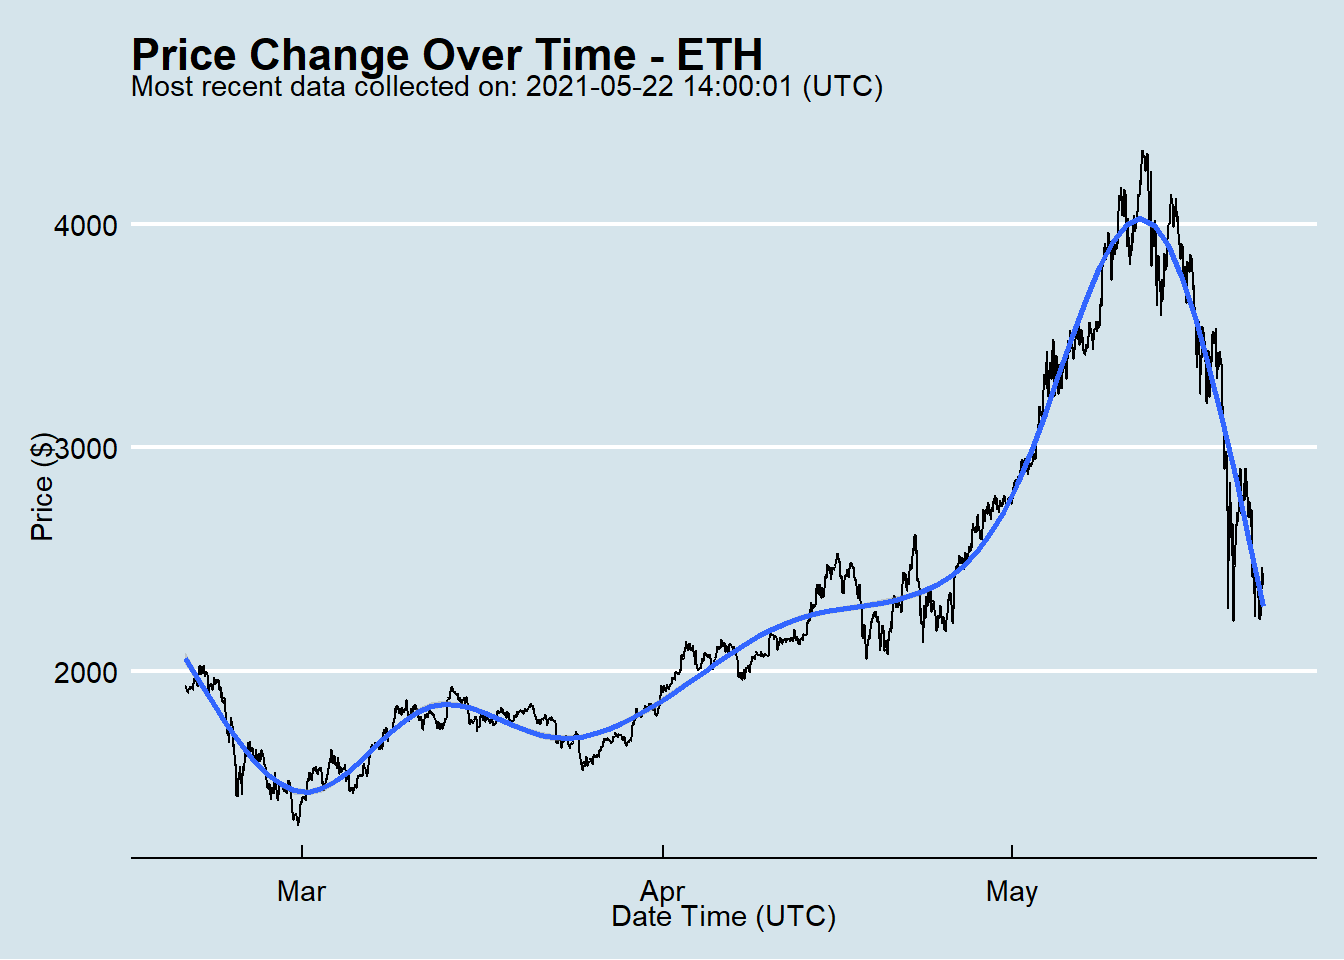 Price Change Over Time - ETH
Most recent data collected on: 2021-05-22 14:00:01 (UTC)
4000
3000
2000
Price ($)
Mar
Apr
May
Date Time (UTC)